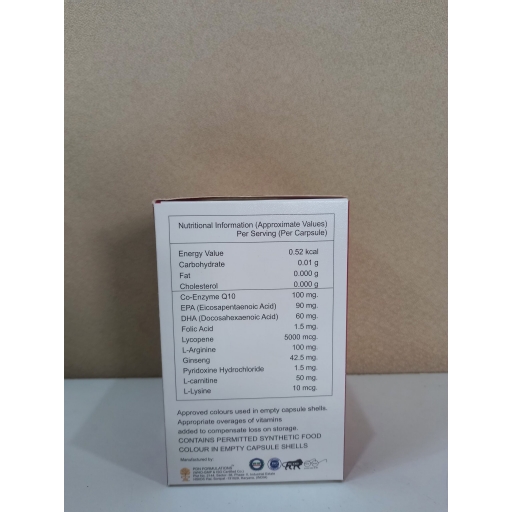 Nutritional Information (Approximate Values)
Per Serving (Per Carpsule)
Energy Value 0.52 kcal
Carbohydrate 0.01 g
Fat 0.000 g
Cholesterol 0.000 g
Co-Enzyme Q10 100 mg.
EPA (Eicosapentaenoic Acid) 90 mg.
DHA (Docosahexaenoic Acid) 60 mg.
Folic Acid 1.5 mg.
Lycopene 5000 mcg.
L-Arginine 100 mg.
Ginseng 42.5 mg.
Pyridoxine Hydrochloride 1.5 mg.
L-carnitine 50 mg.
L-Lysine 10 mcg.
Approved colours used in empty capsule shells.
Appropriate overages of vitamins
added to compensate loss on storage.
CONTAINS PERMITTED SYNTHETIC FOOD
COLOUR IN EMPTY CAPSULE SHELLS
Manufactured by: